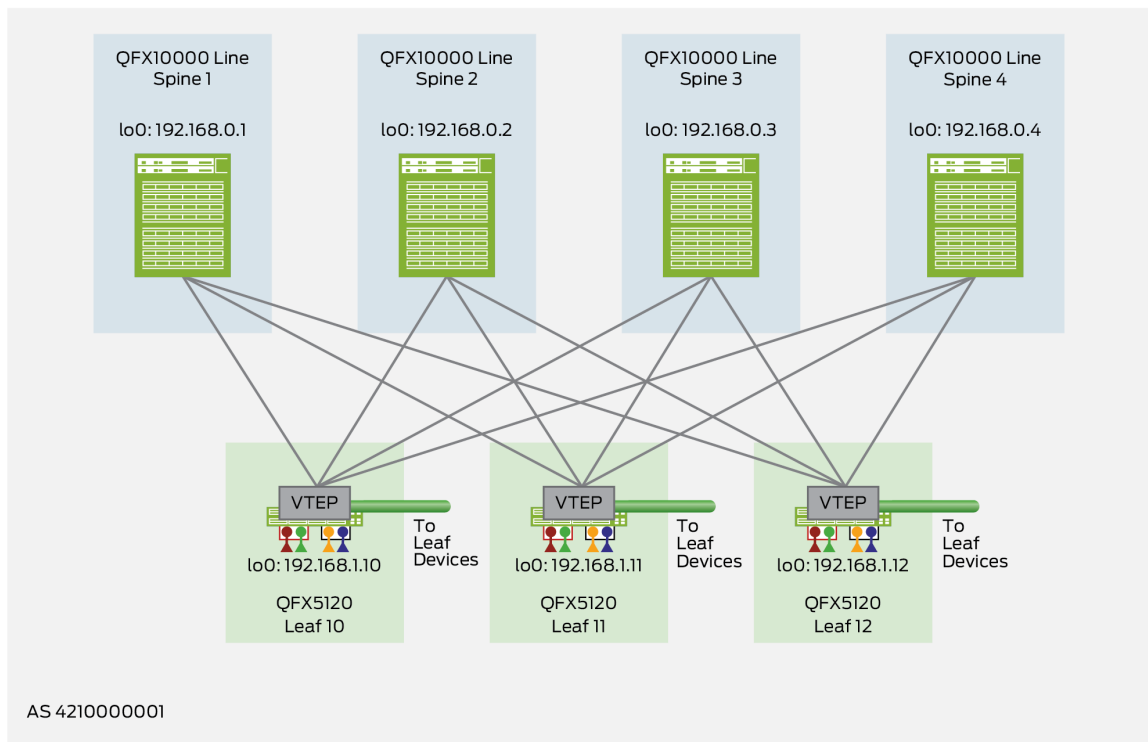 QFX10000 Line
Spine 1
QFX10000 Line
Spine 2
QFX10000 Line
Spine 3
QFX10000 Line
Spine 4
lo0: 192.168.0.1
lo0: 192.168.0.2
lo0: 192.168.0.3
lo0: 192.168.0.4
VTEP
To
Leaf
Devices
lo0: 192.168.1.10
QFX5120
Leaf 10
VTEP
To
Leaf
Devices
lo0: 192.168.1.11
QFX5120
Leaf 11
VTEP
To
Leaf
Devices
lo0: 192.168.1.12
QFX5120
Leaf 12
AS 4210000001